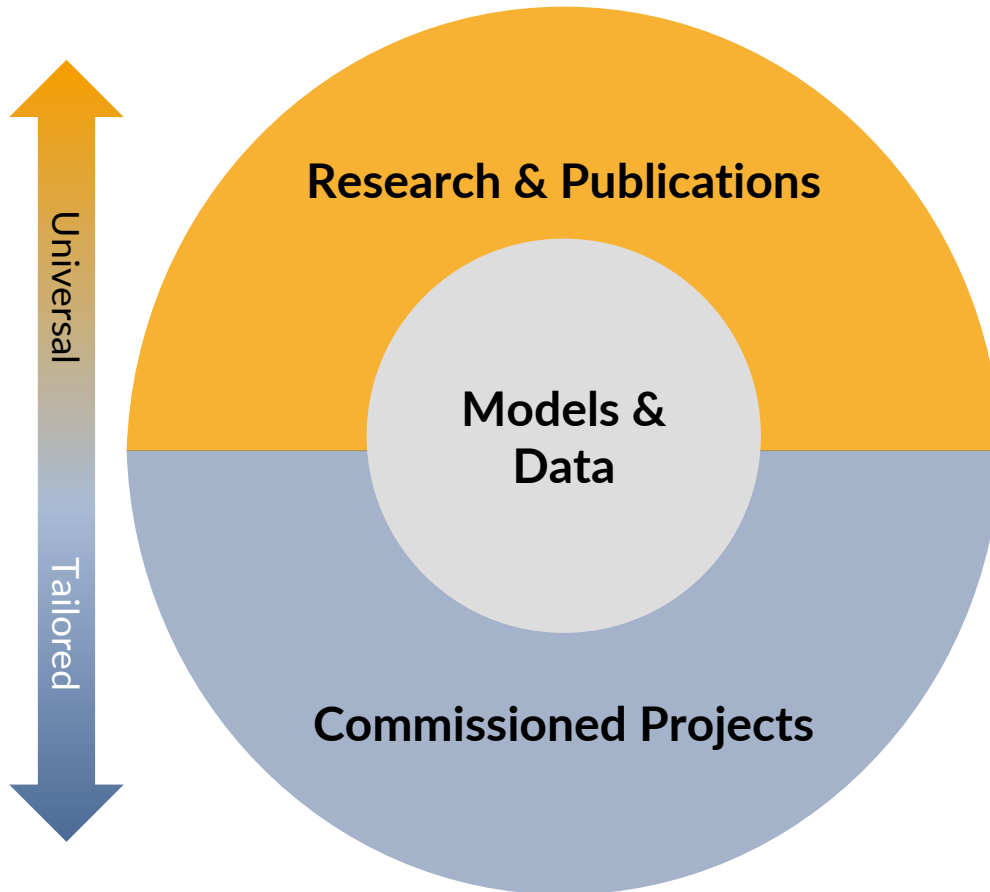 Universal
Tailored
Research & Publications
Models &
Data
Commissioned Projects